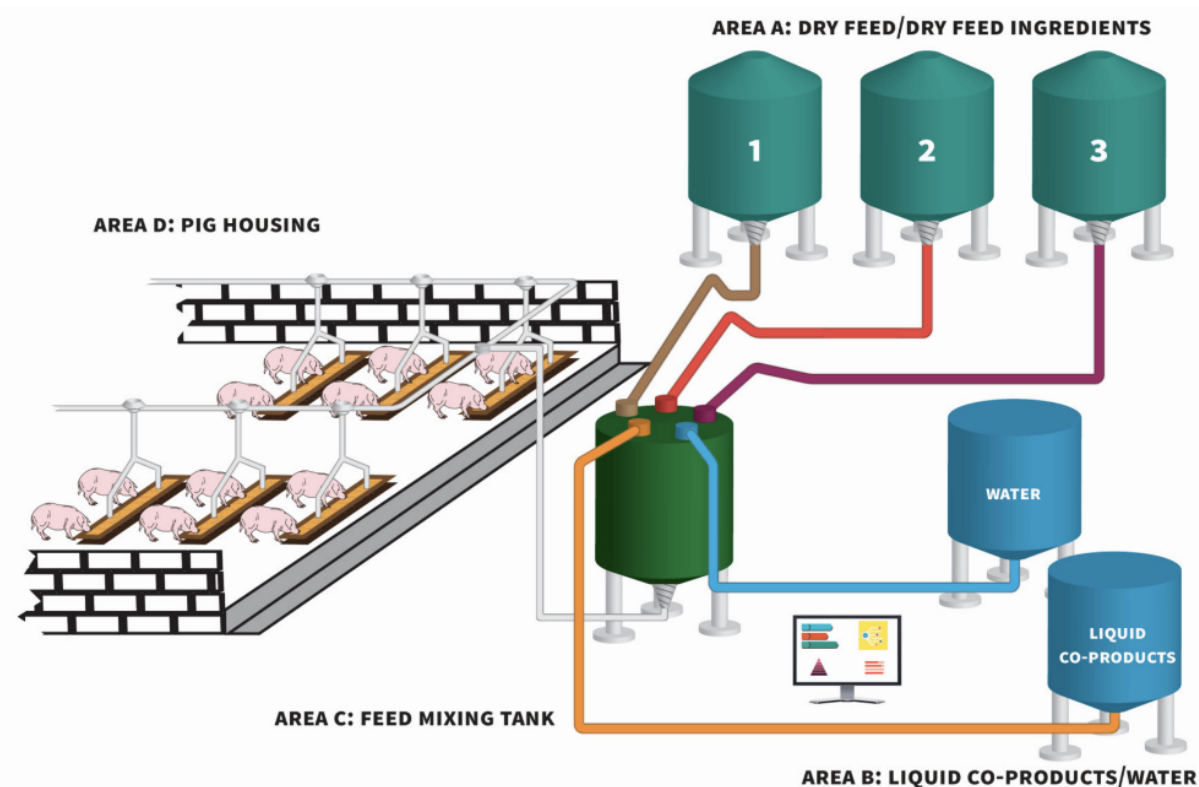 AREA A: DRY FEED/DRY FEED INGREDIENTS
1
2
3
AREA D: PIG HOUSING
WATER
LIQUID
CO-PRODUCTS
AREA C: FEED MIXING TANK
AREA B: LIQUID CO-PRODUCTS/WATER